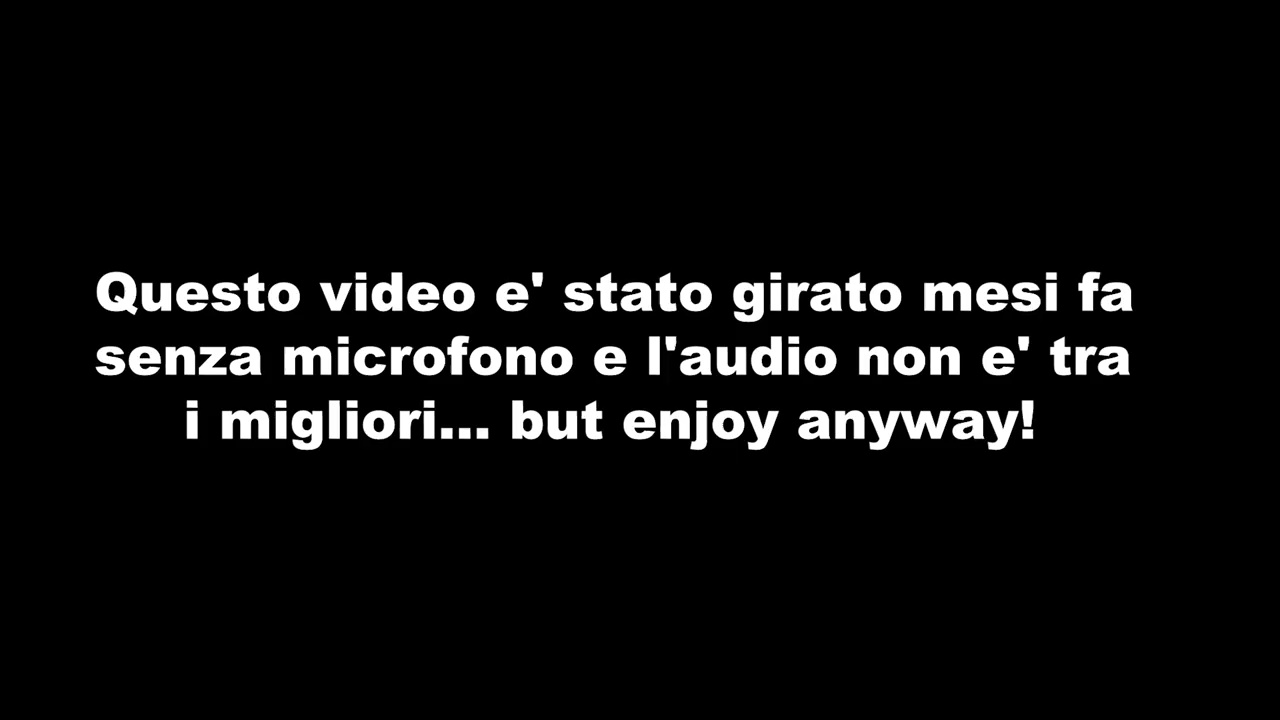 Questo video e' stato girato mesi fa
senza microfono e l'audio non e' tra
i migliori... but enjoy anyway!